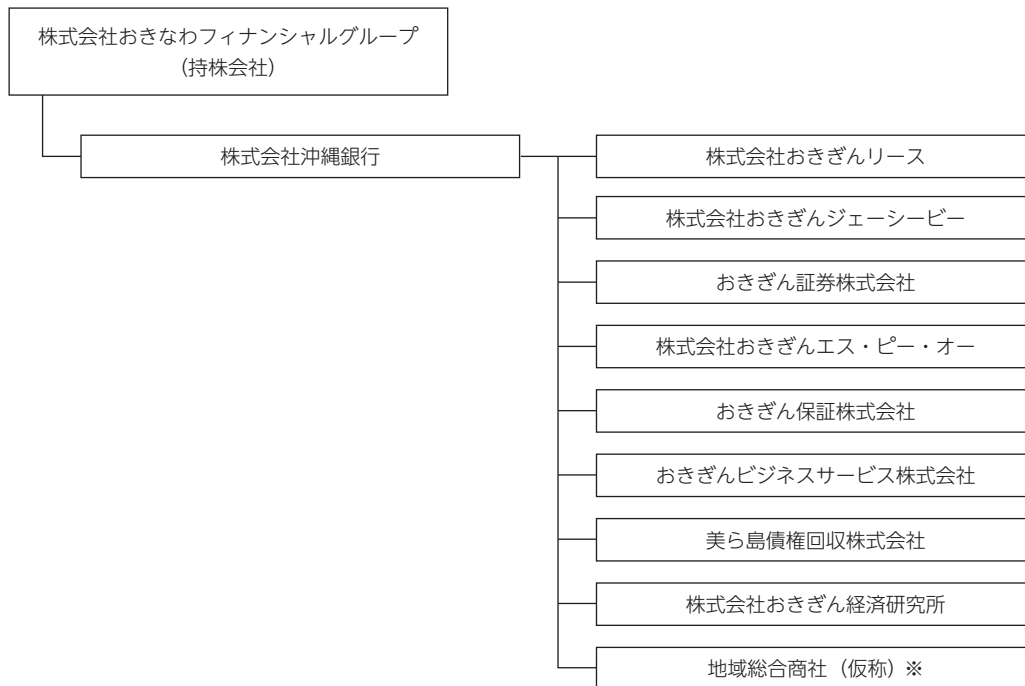 株式会社おきなわフィナンシャルグループ
(持株会社)
株式会社沖縄銀行
株式会社おきぎんリース
株式会社おきぎんジェーシービー
おきぎん証券株式会社
株式会社おきぎんエス・ピー・オー
おきぎん保証株式会社
おきぎんビジネスサービス株式会社
美ら島債権回収株式会社
株式会社おきぎん経済研究所
地域総合商社（仮称）※